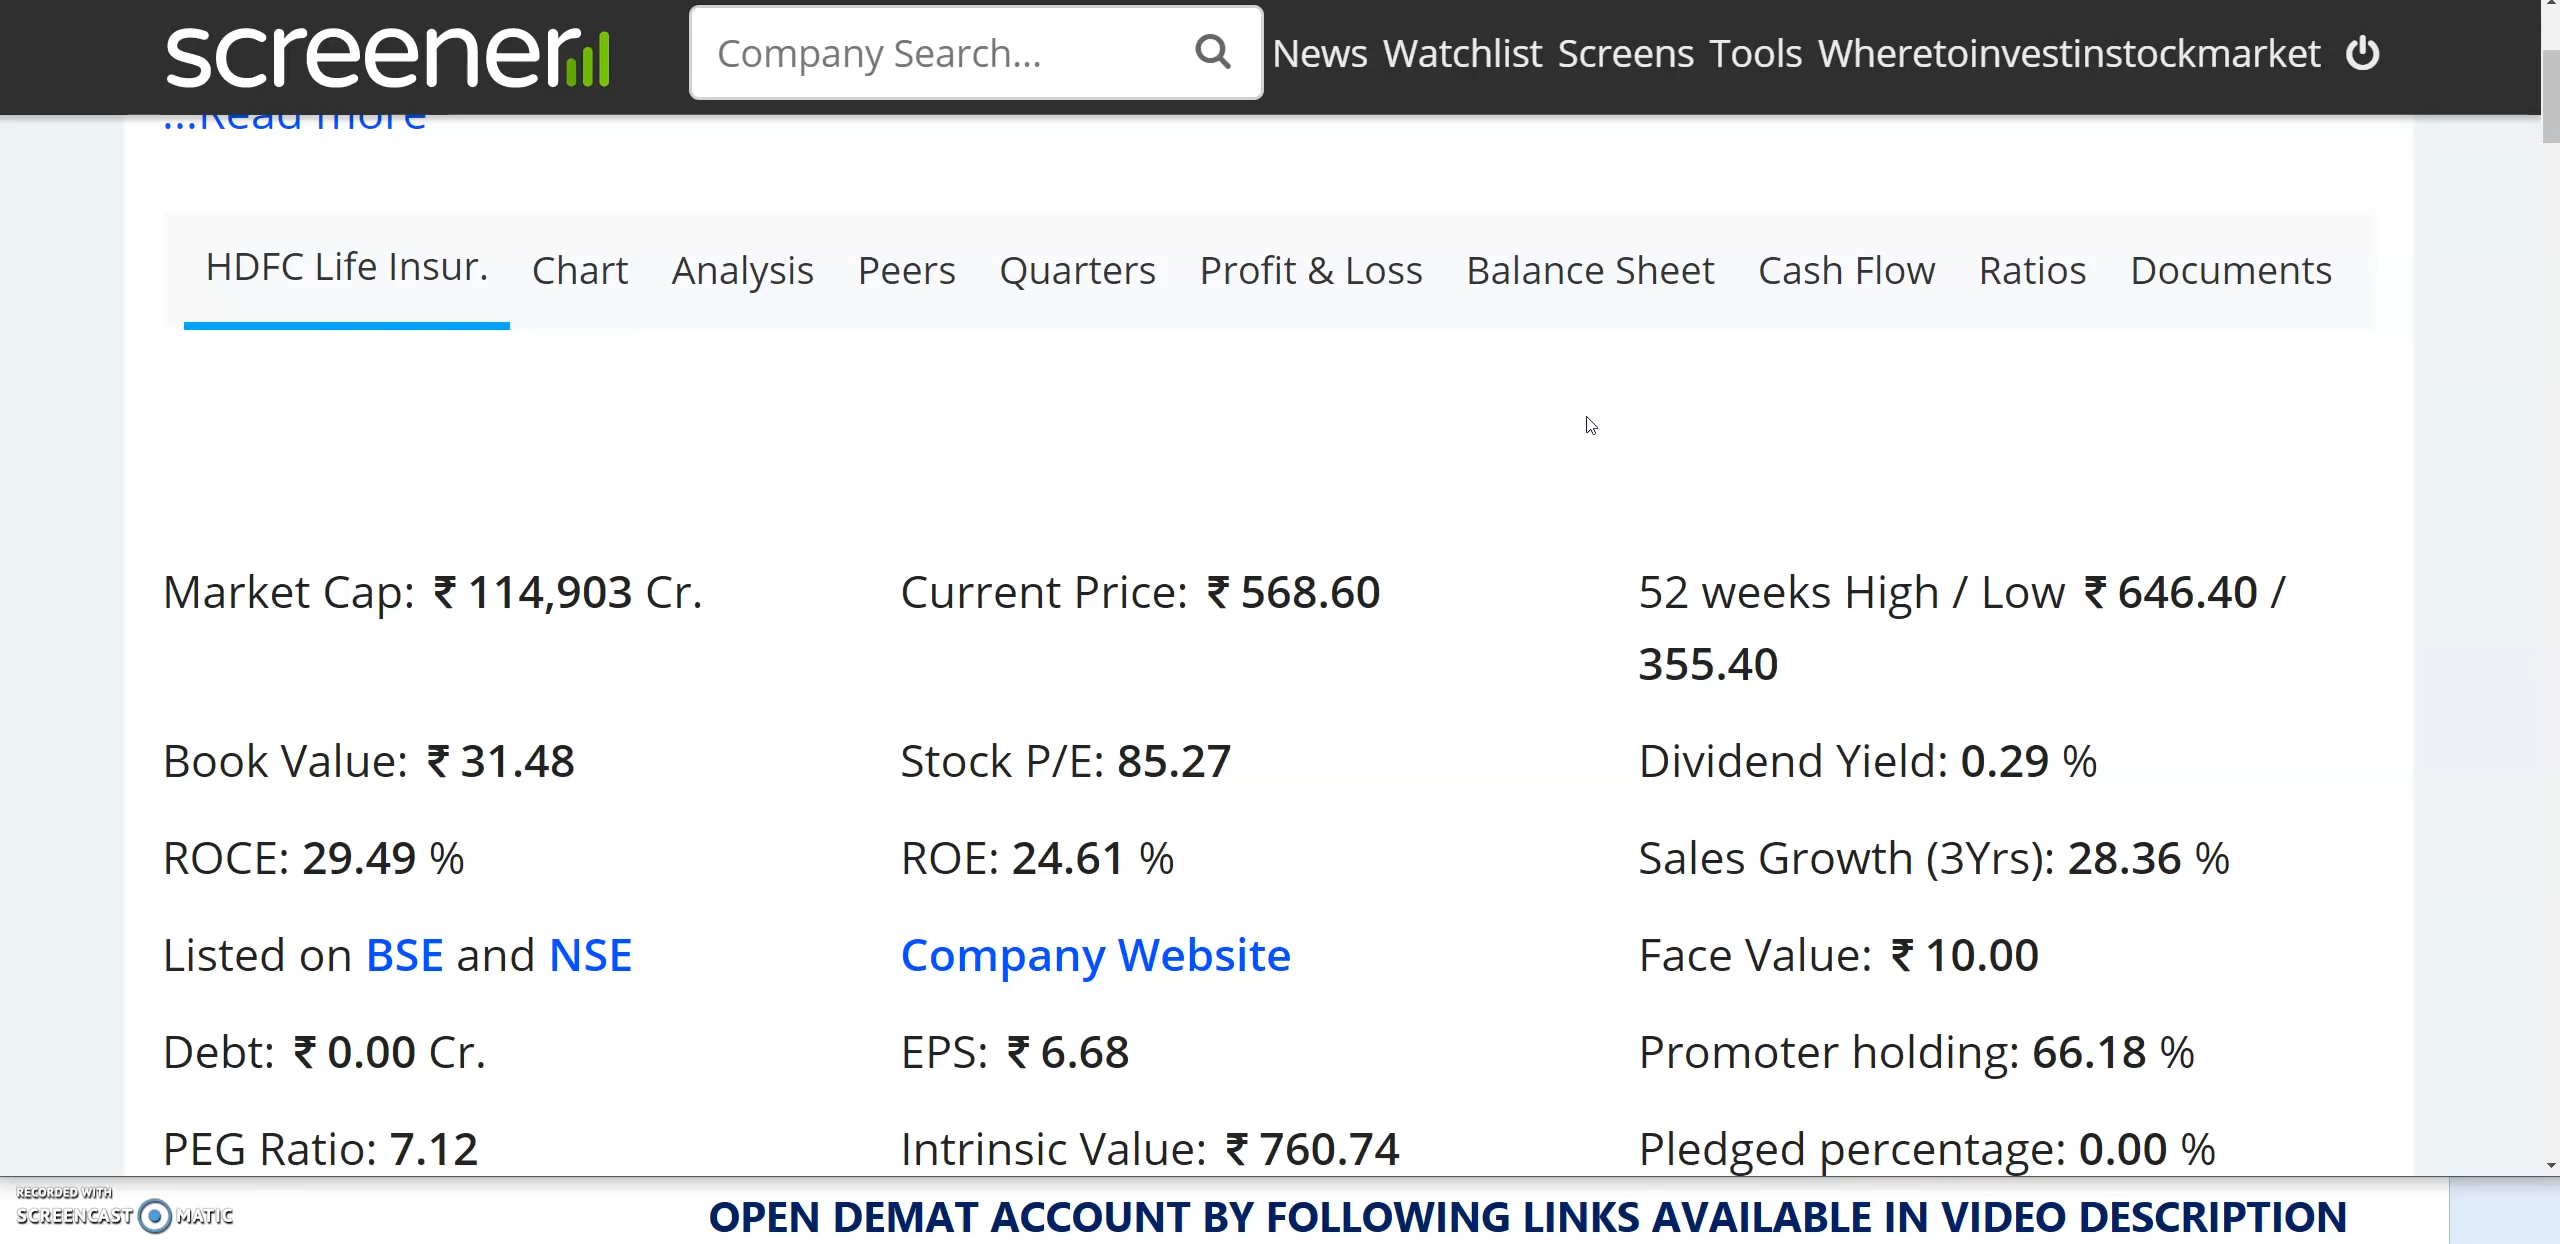 screener
Company Search...
News Watchlist Screens Tools Wheretoinvestinstockmarket
...Read more
HDFC Life Insur. Chart Analysis Peers Quarters Profit & Loss Balance Sheet Cash Flow Ratios Documents
Market Cap: ₹ 114,903 Cr.
Current Price: ₹ 568.60
52 weeks High / Low ₹ 646.40 /
355.40
Book Value: ₹ 31.48
Stock P/E: 85.27
Dividend Yield: 0.29 %
ROCE: 29.49 %
ROE: 24.61 %
Sales Growth (3Yrs): 28.36 %
Listed on BSE and NSE
Company Website
Face Value: ₹ 10.00
Debt: ₹ 0.00 Cr.
EPS: ₹ 6.68
Promoter holding: 66.18 %
PEG Ratio: 7.12
Intrinsic Value: ₹ 760.74
Pledged percentage: 0.00 %
RECORDED WITH
SCREENCAST MATIC
OPEN DEMAT ACCOUNT BY FOLLOWING LINKS AVAILABLE IN VIDEO DESCRIPTION